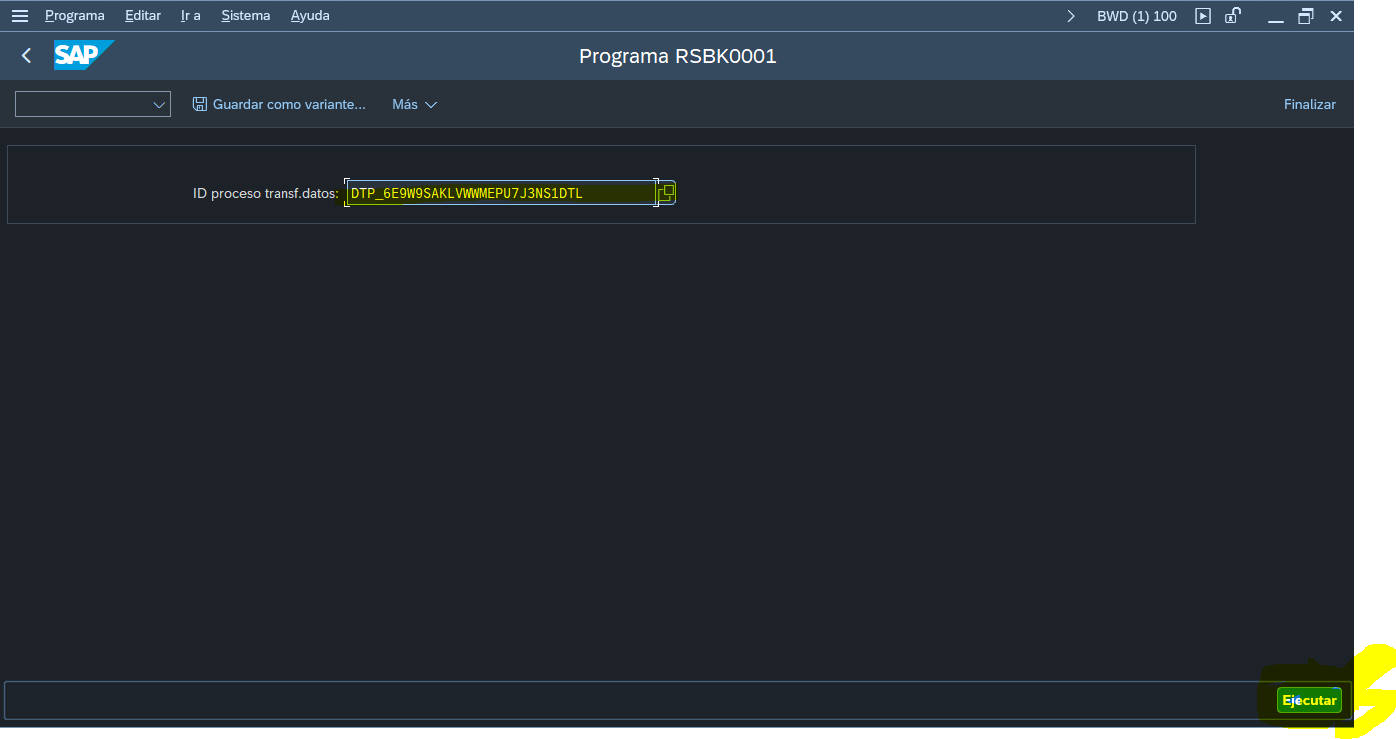 Programa Editar Ir a Sistema Ayuda BWD (1) 100
SAP Programa RSBK0001
Guardar como variante... Más Finalizar
ID proceso transf.datos: DTP_6E9W9SAKLVWWMEPU7J3NS1DTL
Ejecutar